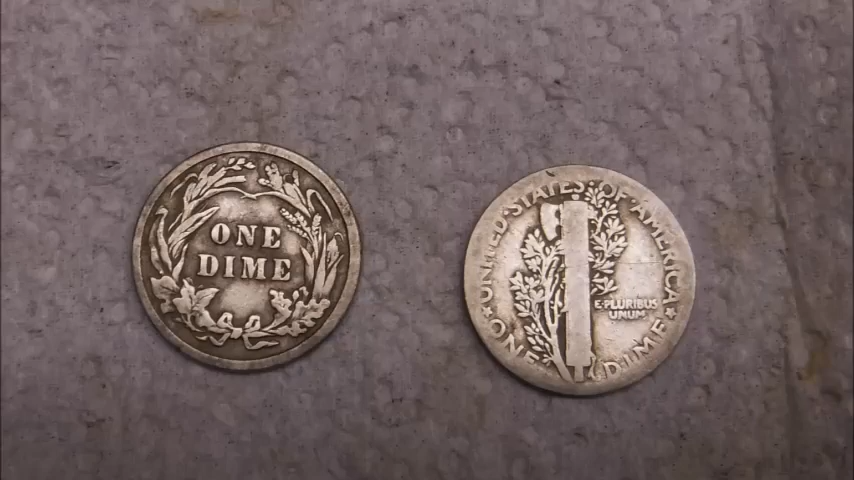 ONE
DIME
UNITED·STATES·OF·AMERICA
E·PLURIBUS
UNUM
ONE DIME